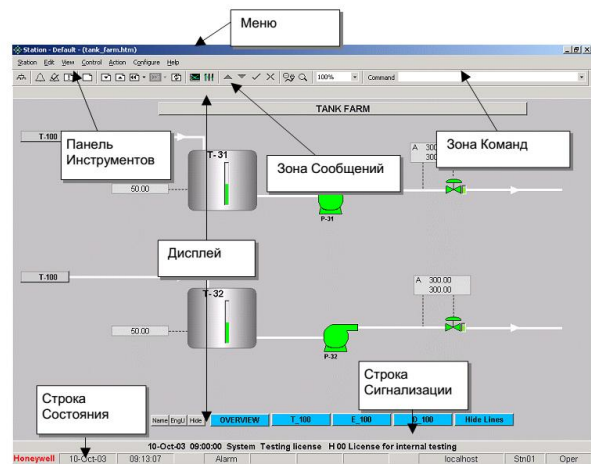 Меню
Station - Default - (tank_farm.htm)
Station Edit View Control Action Configure Help
100% Command
TANK FARM
Панель Инструментов
Зона Сообщений
Зона Команд
T-100
T-31
A 300
300
50.00
P-31
Дисплей
T-100
T-32
A 300.00
300.00
50.00
P-32
Строка Состояния
Строка Сигнализации
Name EngU Hide OVERVIEW T_100 E_100 D_100 Hide Lines
10-Oct-03 09:00:00 System Testing license H 00 License for internal testing
Honeywell 10-Oct-03 09:13:07 Alarm localhost Stn01 Oper